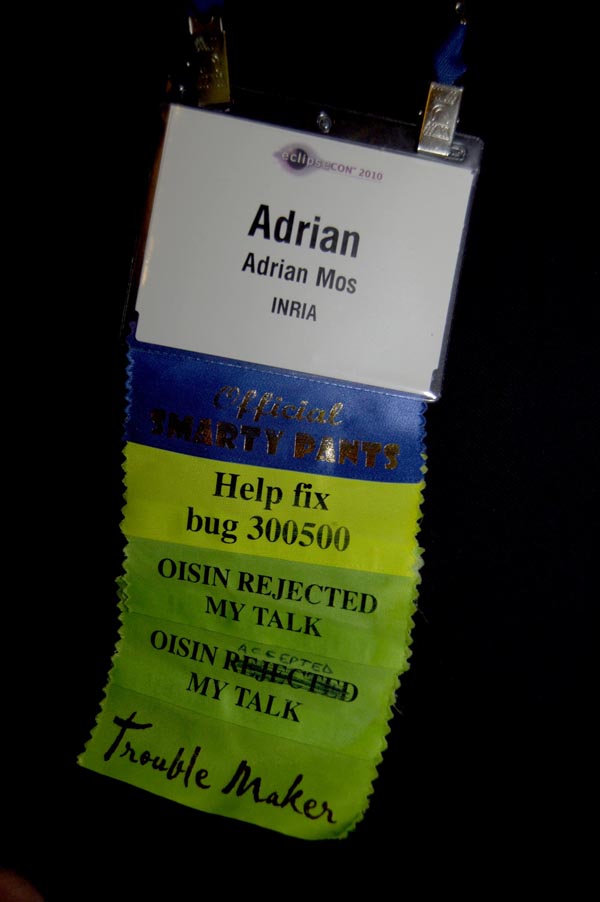 eclipseCON™ 2010
Adrian
Adrian Mos
INRIA
Official
SMARTY PANTS
Help fix
bug 300500
OISIN REJECTED
MY TALK
ACCEPTED
OISIN REJECTED
MY TALK
Trouble Maker